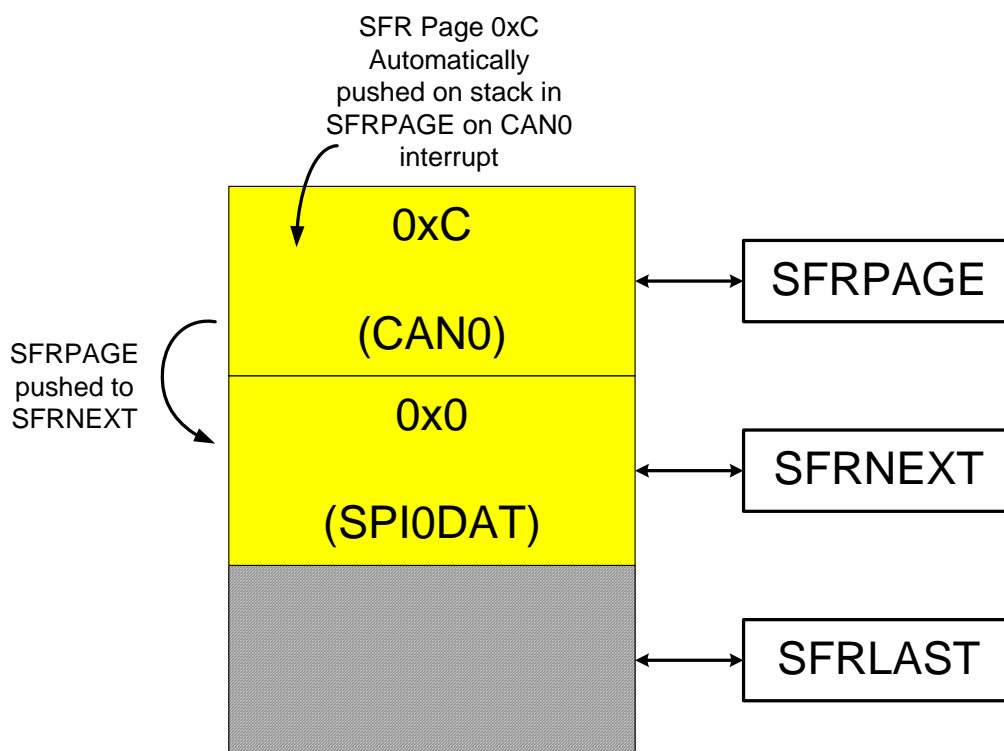 SFR Page 0xC
Automatically
pushed on stack in
SFRPAGE on CAN0
interrupt
0xC
(CAN0)
SFRPAGE
SFRPAGE
pushed to
SFRNEXT
0x0
(SPI0DAT)
SFRNEXT
SFRLAST